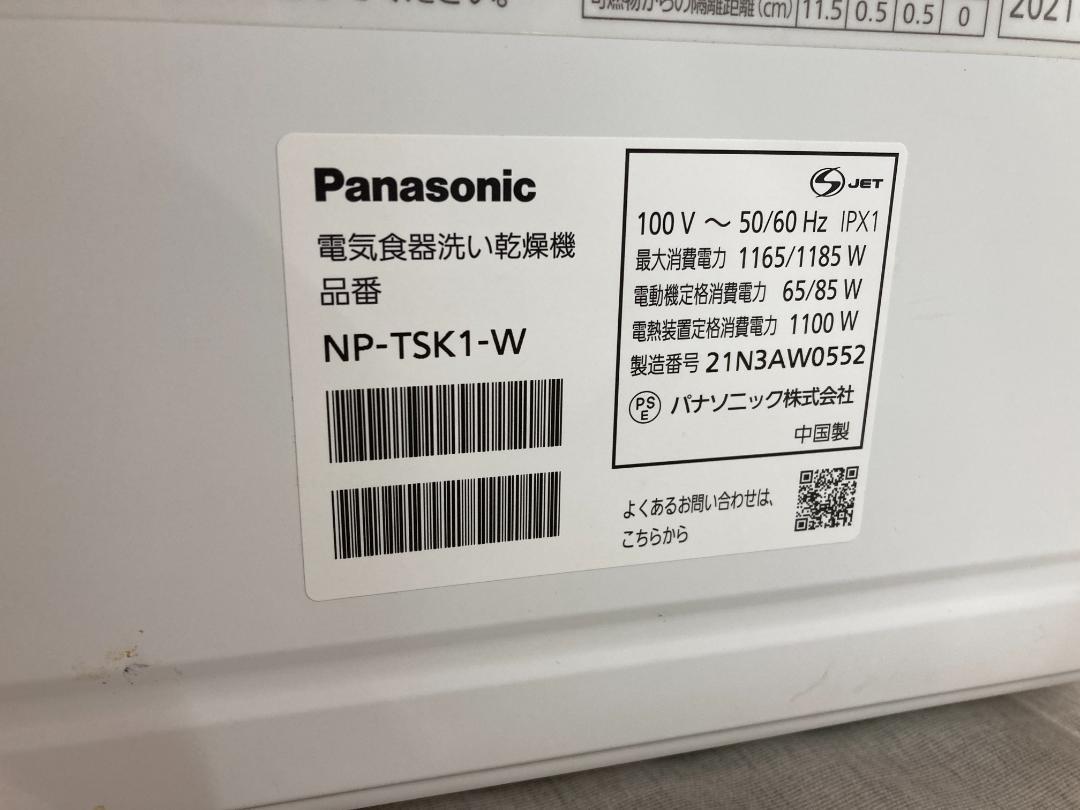 ください。
可燃物からの隔離距離(cm) 11.5 0.5 0.5 0
2021
Panasonic
電気食器洗い乾燥機
品番
NP-TSK1-W
S JET
100 V ～ 50/60 Hz IPX1
最大消費電力 1165/1185 W
電動機定格消費電力 65/85 W
電熱装置定格消費電力 1100 W
製造番号 21N3AW0552
PS
E
パナソニック株式会社
中国製
よくあるお問い合わせは、
こちらから